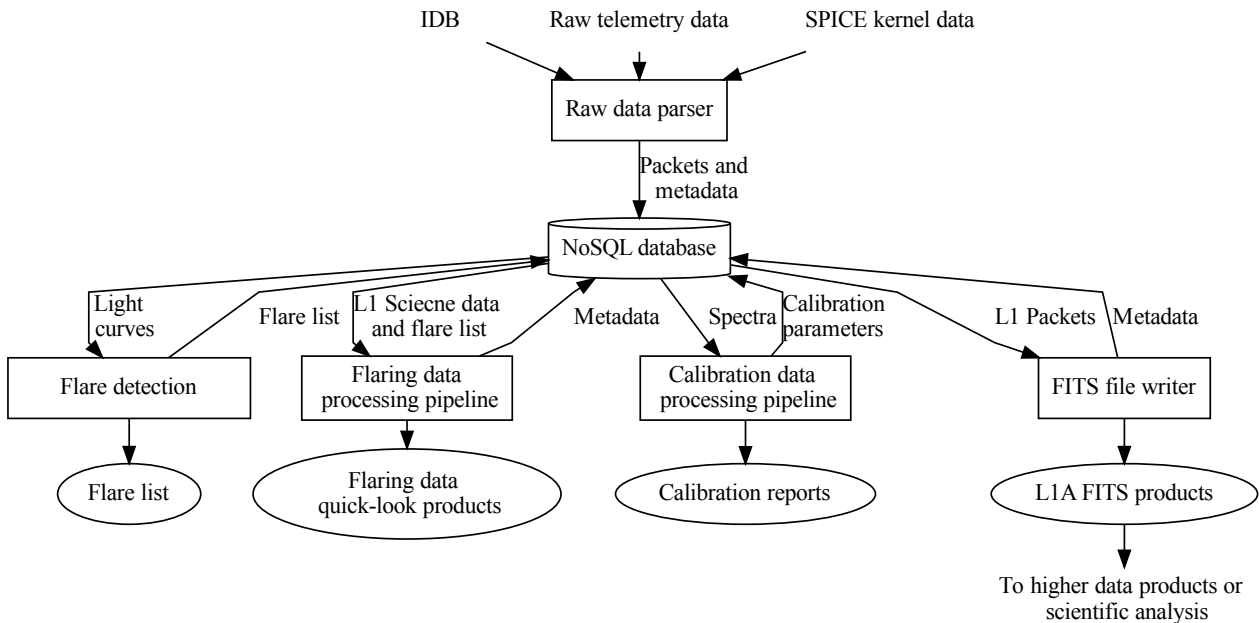 IDB
Raw telemetry data
SPICE kernel data
Raw data parser
Packets and
metadata
NoSQL database
Light
curves
Flare list
L1 Sciecne data
and flare list
Metadata
Spectra
Calibration
parameters
L1 Packets
Metadata
Flare detection
Flaring data
processing pipeline
Calibration data
processing pipeline
FITS file writer
Flare list
Flaring data
quick-look products
Calibration reports
L1A FITS products
To higher data products or
scientific analysis